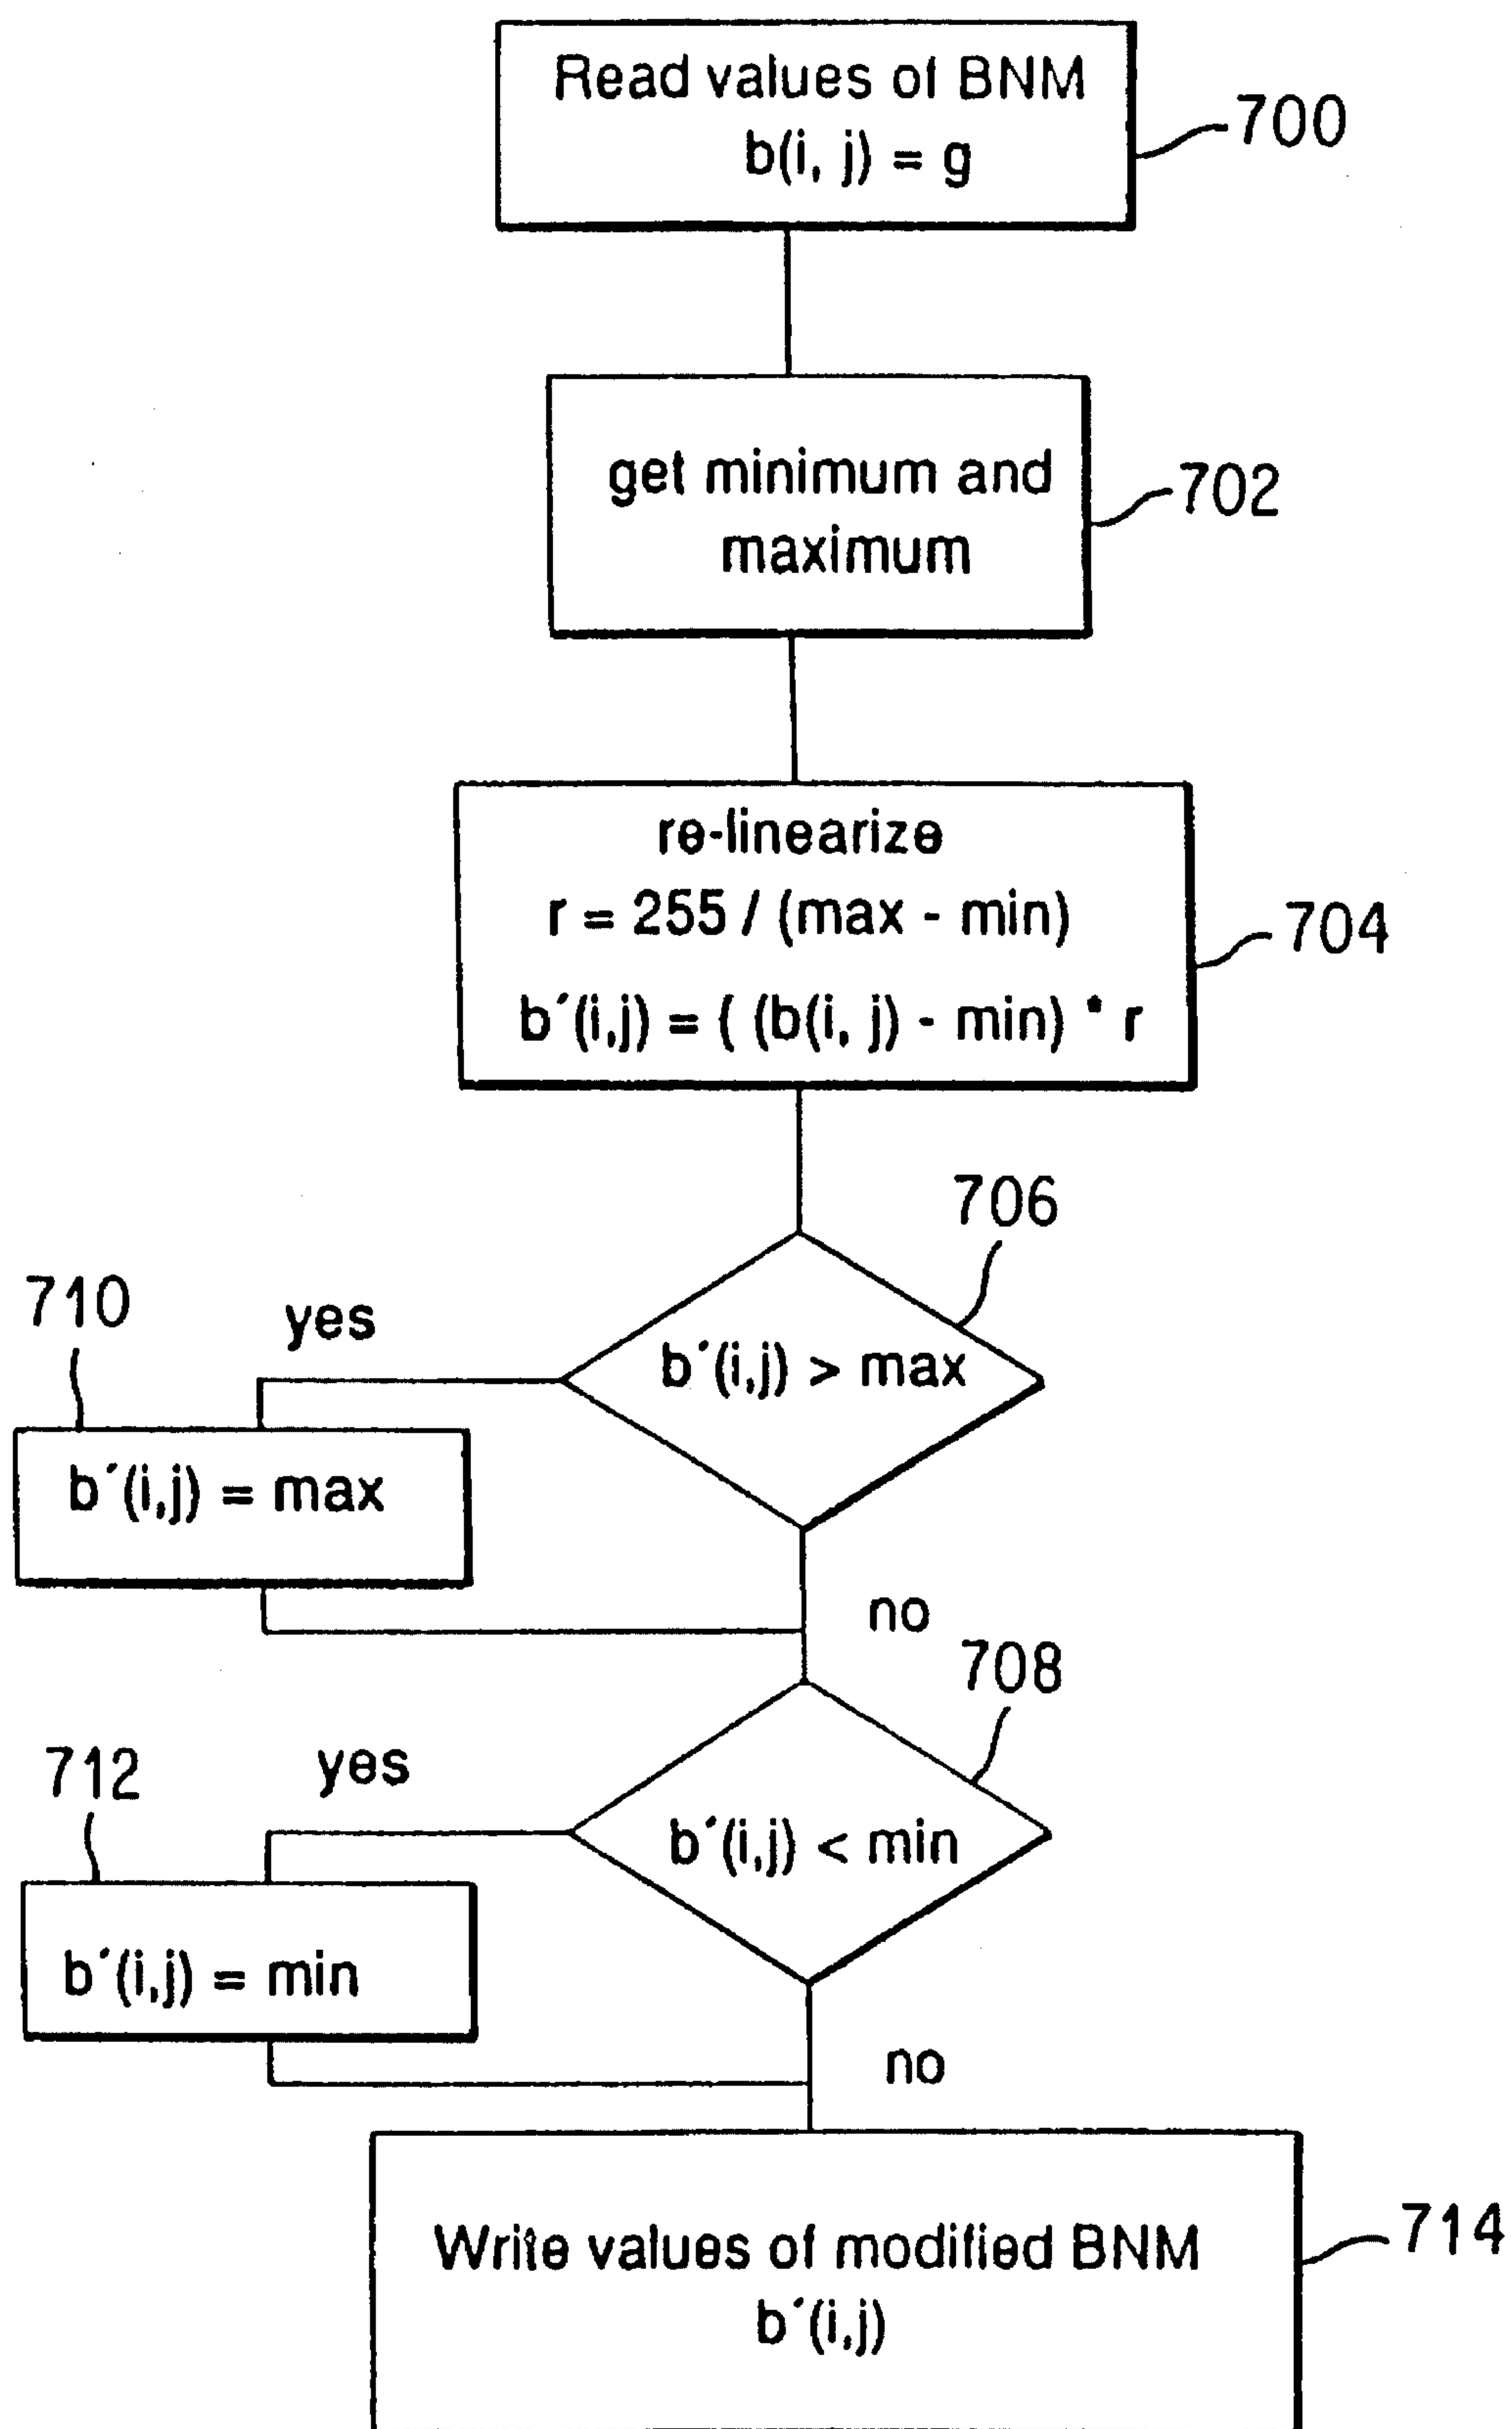 Read values of BNM
b(i, j) = g
700
get minimum and
maximum
702
re-linearize
r = 255 / (max - min)
b´(i,j) = ( (b(i, j) - min) * r
704
706
b´(i,j) > max
yes
710
b´(i,j) = max
no
708
b´(i,j) < min
yes
712
b´(i,j) = min
no
Write values of modified BNM
b´(i,j)
714